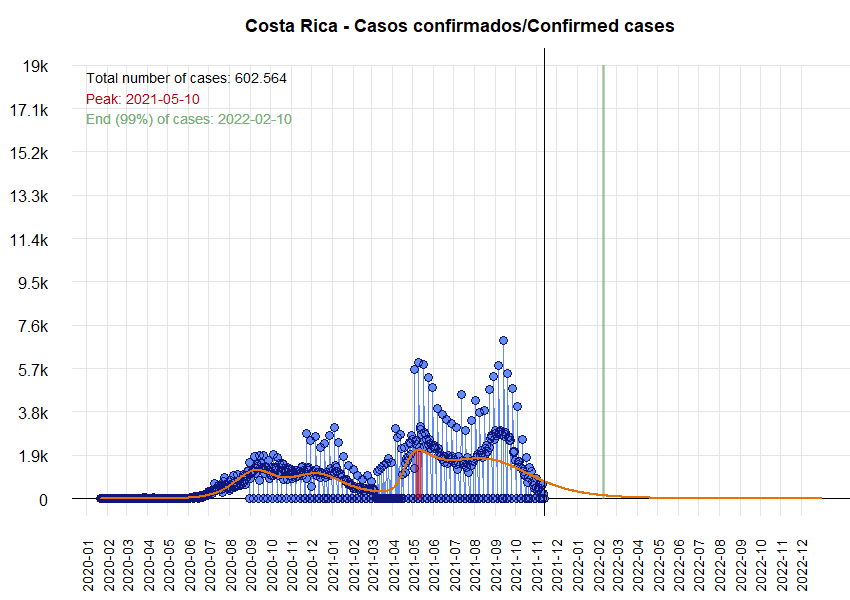 Costa Rica - Casos confirmados/Confirmed cases
Total number of cases: 602.564
Peak: 2021-05-10
End (99%) of cases: 2022-02-10
19k
17.1k
15.2k
13.3k
11.4k
9.5k
7.6k
5.7k
3.8k
1.9k
0
2020-01
2020-02
2020-03
2020-04
2020-05
2020-06
2020-07
2020-08
2020-09
2020-10
2020-11
2020-12
2021-01
2021-02
2021-03
2021-04
2021-05
2021-06
2021-07
2021-08
2021-09
2021-10
2021-11
2021-12
2022-01
2022-02
2022-03
2022-04
2022-05
2022-06
2022-07
2022-08
2022-09
2022-10
2022-11
2022-12